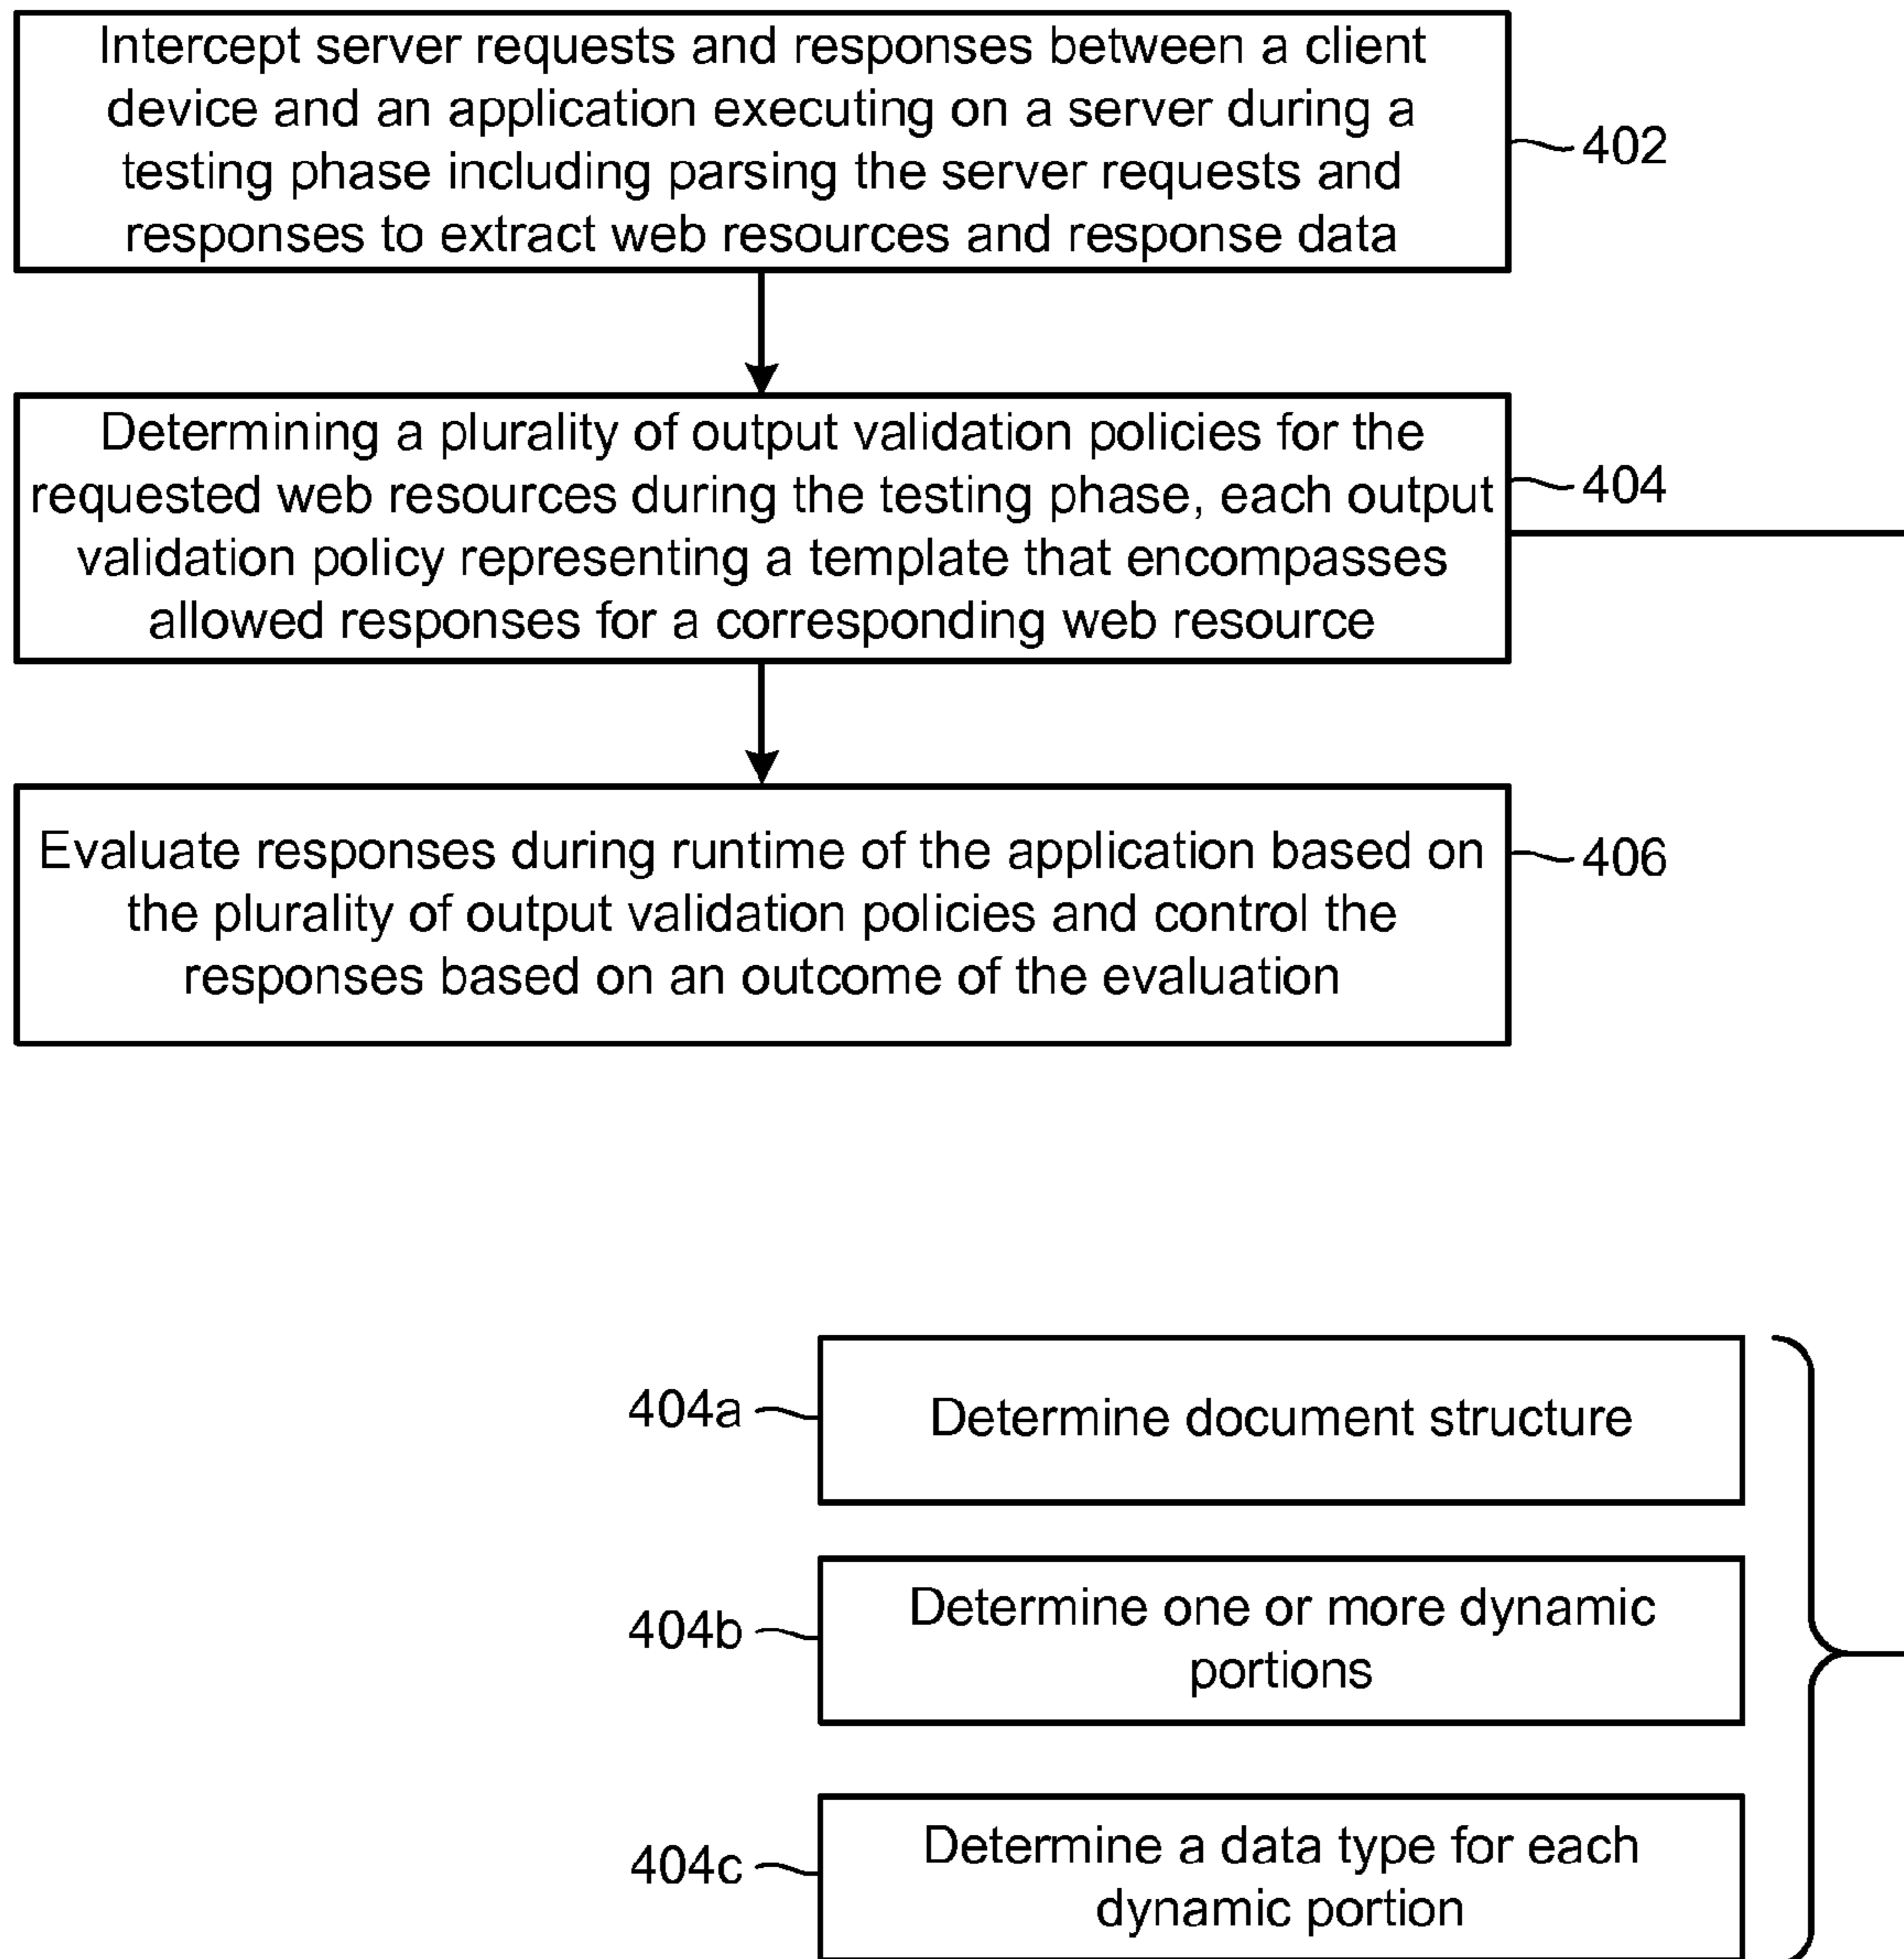 Intercept server requests and responses between a client
device and an application executing on a server during a
testing phase including parsing the server requests and
responses to extract web resources and response data
402
Determining a plurality of output validation policies for the
requested web resources during the testing phase, each output
validation policy representing a template that encompasses
allowed responses for a corresponding web resource
404
Evaluate responses during runtime of the application based on
the plurality of output validation policies and control the
responses based on an outcome of the evaluation
406
404a
Determine document structure
404b
Determine one or more dynamic
portions
404c
Determine a data type for each
dynamic portion